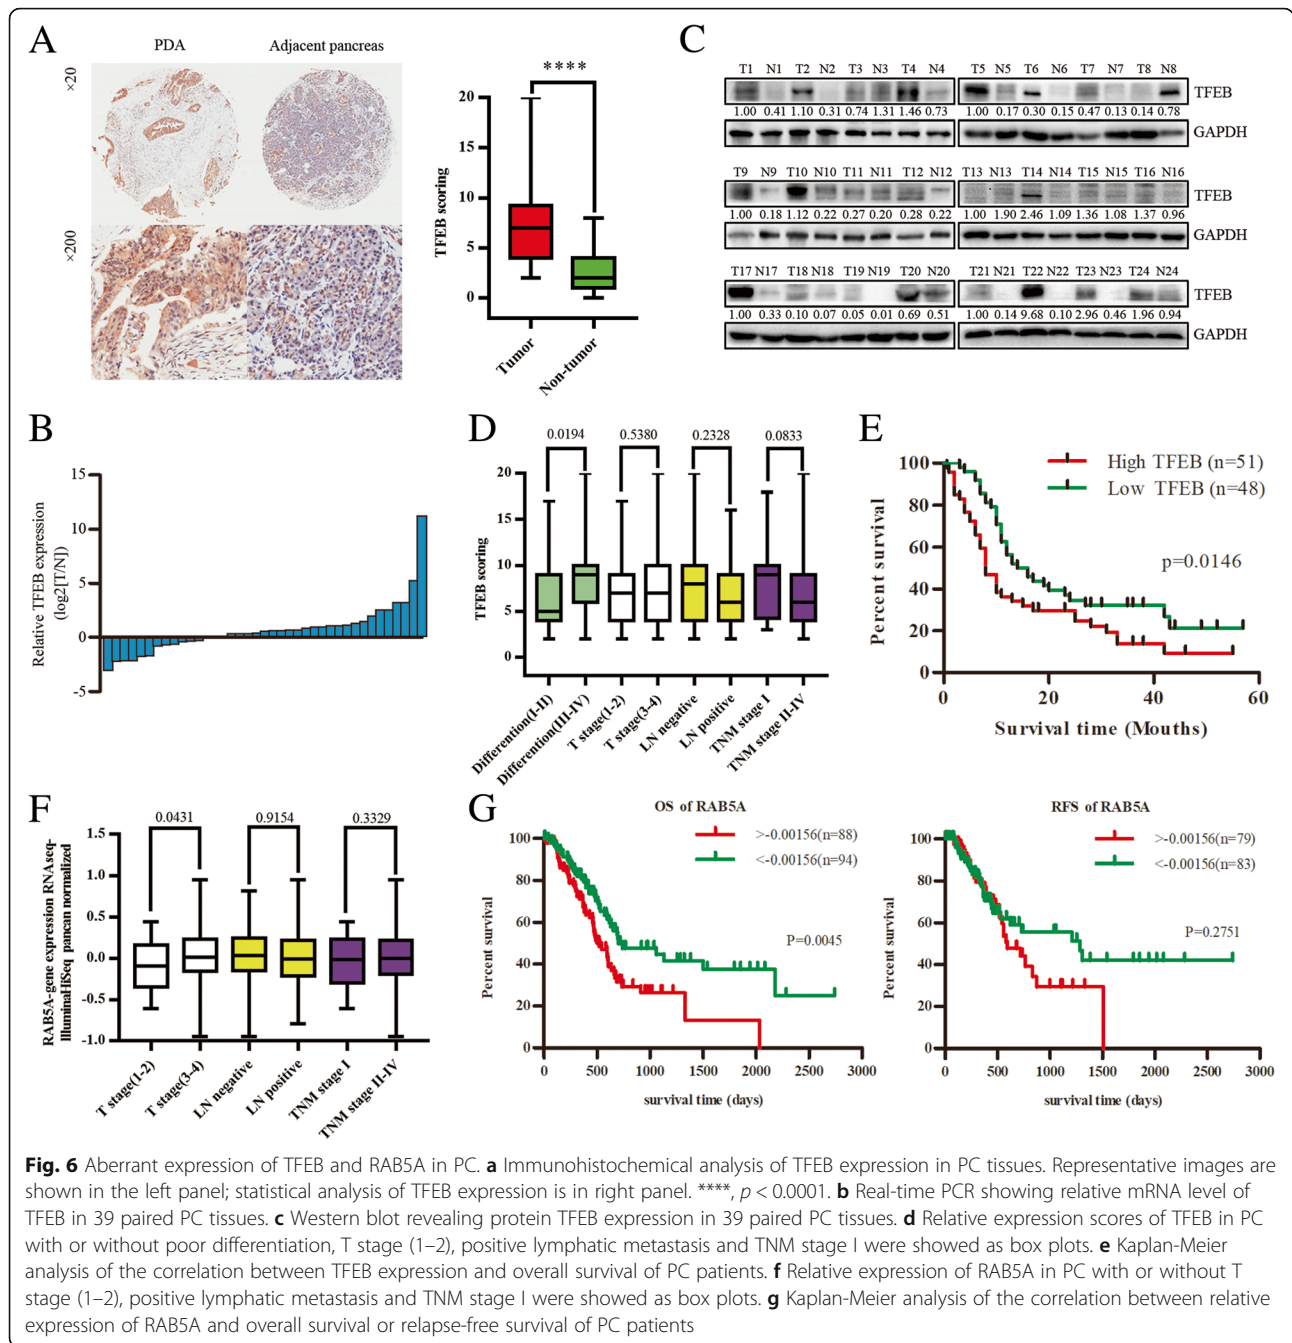 A
PDA
Adjacent pancreas
×20
×200
****
TFEB scoring
20
15
10
5
0
Tumor
Non-tumor
C
T1 N1 T2 N2 T3 N3 T4 N4
TFEB
1.00 0.41 1.10 0.31 0.74 1.31 1.46 0.73
GAPDH
T5 N5 T6 N6 T7 N7 T8 N8
1.00 0.17 0.30 0.15 0.47 0.13 0.14 0.78
T9 N9 T10 N10 T11 N11 T12 N12
TFEB
1.00 0.18 1.12 0.22 0.27 0.20 0.28 0.22
GAPDH
T13 N13 T14 N14 T15 N15 T16 N16
1.00 1.90 2.46 1.09 1.36 1.08 1.37 0.96
T17 N17 T18 N18 T19 N19 T20 N20
TFEB
1.00 0.33 0.10 0.07 0.05 0.01 0.69 0.51
GAPDH
T21 N21 T22 N22 T23 N23 T24 N24
1.00 0.14 9.68 0.10 2.96 0.46 1.96 0.94
B
Relative TFEB expression
(log2[T/N])
15
10
5
0
-5
D
0.0194
0.5380
0.2328
0.0833
TFEB scoring
20
15
10
5
0
Differention(I-II)
Differention(III-IV)
T stage(1-2)
T stage(3-4)
LN negative
LN positive
TNM stage I
TNM stage II-IV
E
Percent survival
100
80
60
40
20
0
High TFEB (n=51)
Low TFEB (n=48)
p=0.0146
0 20 40 60
Survival time (Mouths)
F
RAB5A-gene expression RNAseq-
IlluminaHiSeq pancan normalized
1.5
1.0
0.5
0.0
-0.5
-1.0
0.0431
0.9154
0.3329
T stage(1-2)
T stage(3-4)
LN negative
LN positive
TNM stage I
TNM stage II-IV
G
OS of RAB5A
>-0.00156(n=88)
<-0.00156(n=94)
P=0.0045
Percent survival
100
80
60
40
20
0
0 500 1000 1500 2000 2500 3000
survival time (days)
RFS of RAB5A
>-0.00156(n=79)
<-0.00156(n=83)
P=0.2751
Percent survival
100
80
60
40
20
0
0 500 1000 1500 2000 2500 3000
survival time (days)
Fig. 6 Aberrant expression of TFEB and RAB5A in PC. a Immunohistochemical analysis of TFEB expression in PC tissues. Representative images are
shown in the left panel; statistical analysis of TFEB expression is in right panel. ****, p < 0.0001. b Real-time PCR showing relative mRNA level of
TFEB in 39 paired PC tissues. c Western blot revealing protein TFEB expression in 39 paired PC tissues. d Relative expression scores of TFEB in PC
with or without poor differentiation, T stage (1–2), positive lymphatic metastasis and TNM stage I were showed as box plots. e Kaplan-Meier
analysis of the correlation between TFEB expression and overall survival of PC patients. f Relative expression of RAB5A in PC with or without T
stage (1–2), positive lymphatic metastasis and TNM stage I were showed as box plots. g Kaplan-Meier analysis of the correlation between relative
expression of RAB5A and overall survival or relapse-free survival of PC patients